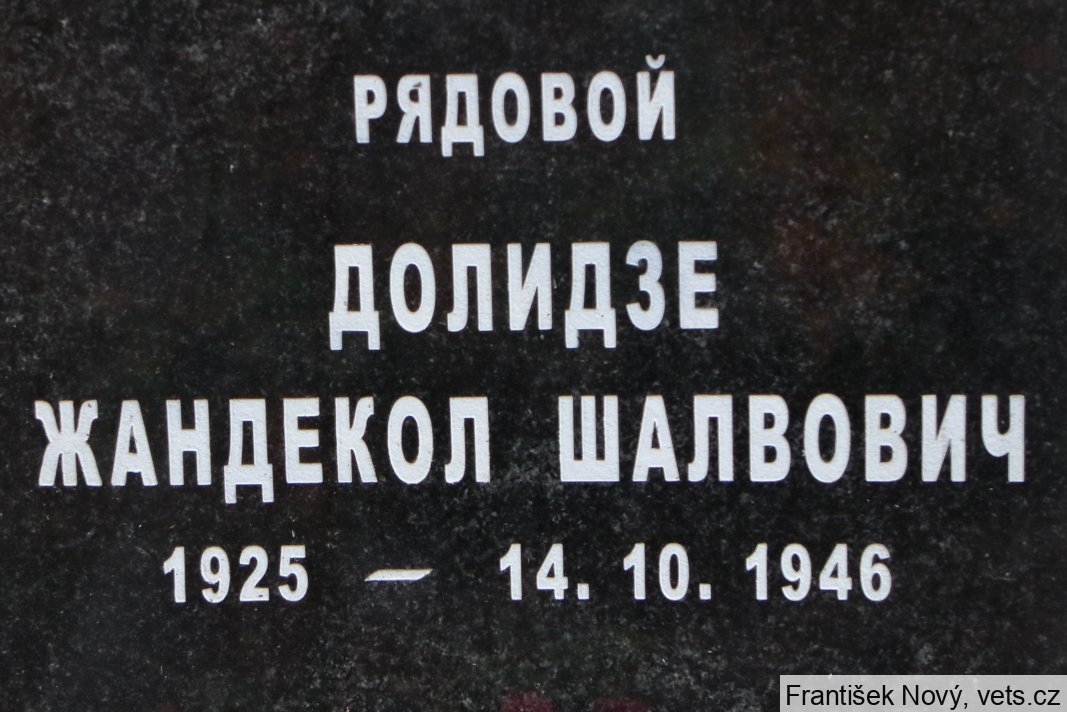 РЯДОВОЙ
ДОЛИДЗЕ
ЖАНДЕКОЛ ШАЛВОВИЧ
1925 – 14. 10. 1946
František Nový, vets.cz